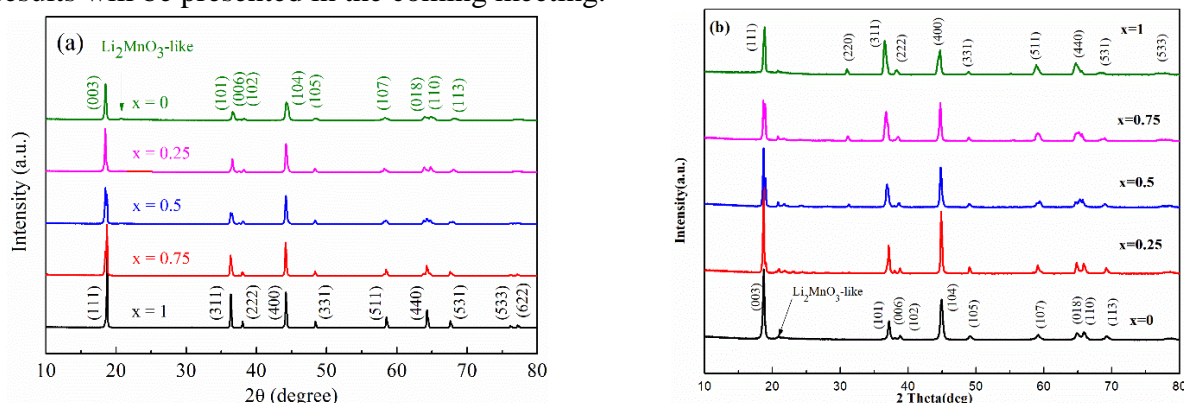 results will be presented in the coming meeting.
(a)
Li2MnO3-like
(003)
x = 0
(101)
(006)
(102)
(104)
(105)
(107)
(018)
(110)
(113)
x = 0.25
x = 0.5
x = 0.75
(111)
x = 1
(311)
(222)
(400)
(331)
(511)
(440)
(531)
(533)
(622)
Intensity (a.u.)
10 20 30 40 50 60 70 80
2θ (degree)
(b)
(111)
(220)
(311)
(222)
(400)
(331)
(511)
(440)
(531)
(533)
x=1
x=0.75
x=0.5
x=0.25
(003)
Li2MnO3-like
(101)
(006)
(102)
(104)
(105)
(107)
(018)
(110)
(113)
x=0
Intensity(a.u.)
10 20 30 40 50 60 70 80
2 Theta(deg)